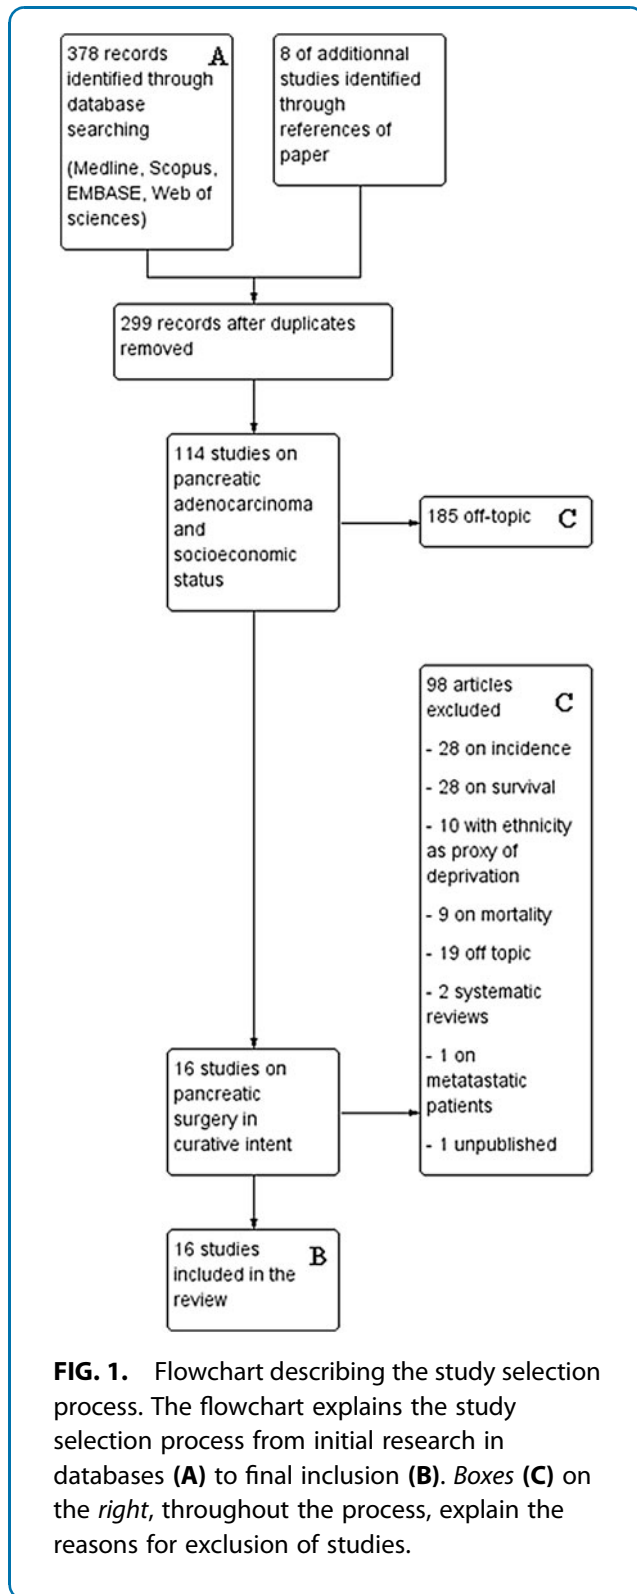 378 records A
identified through
database
searching
(Medline, Scopus,
EMBASE, Web of
sciences)
8 of additionnal
studies identified
through
references of
paper
299 records after duplicates
removed
114 studies on
pancreatic
adenocarcinoma
and
socioeconomic
status
185 off-topic C
98 articles
excluded C
- 28 on incidence
- 28 on survival
- 10 with ethnicity
as proxy of
deprivation
- 9 on mortality
- 19 off topic
- 2 systematic
reviews
- 1 on
metatastatic
patients
- 1 unpublished
16 studies on
pancreatic
surgery in
curative intent
16 studies B
included in the
review
FIG. 1. Flowchart describing the study selection
process. The flowchart explains the study
selection process from initial research in
databases (A) to final inclusion (B). Boxes (C) on
the right, throughout the process, explain the
reasons for exclusion of studies.